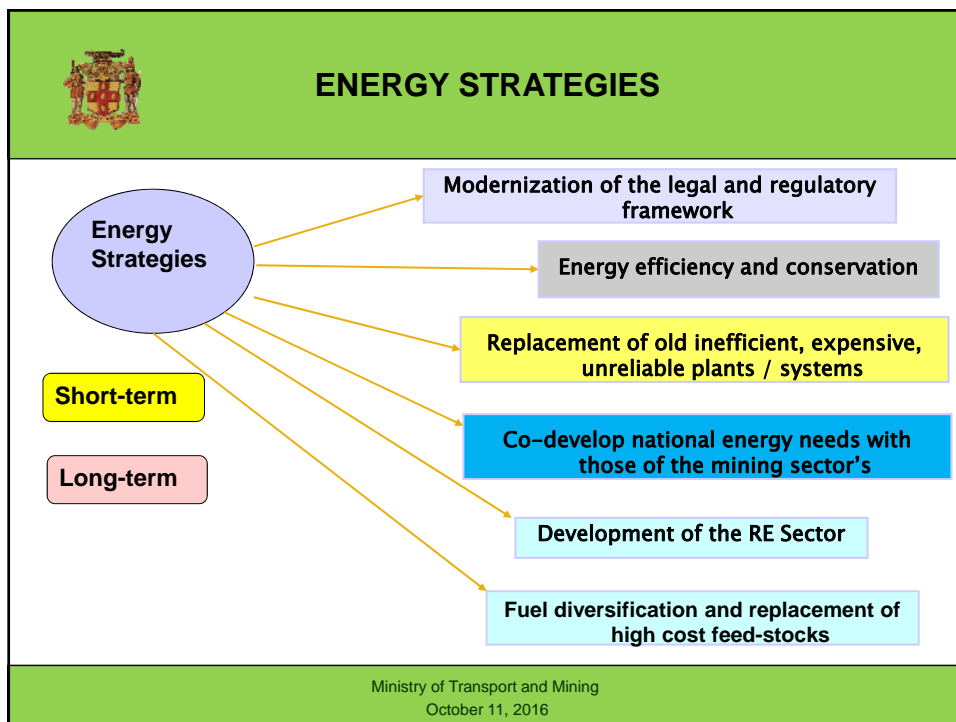 ENERGY STRATEGIES
Energy
Strategies
Short-term
Long-term
Modernization of the legal and regulatory
framework
Energy efficiency and conservation
Replacement of old inefficient, expensive,
unreliable plants / systems
Co-develop national energy needs with
those of the mining sector's
Development of the RE Sector
Fuel diversification and replacement of
high cost feed-stocks
Ministry of Transport and Mining
October 11, 2016